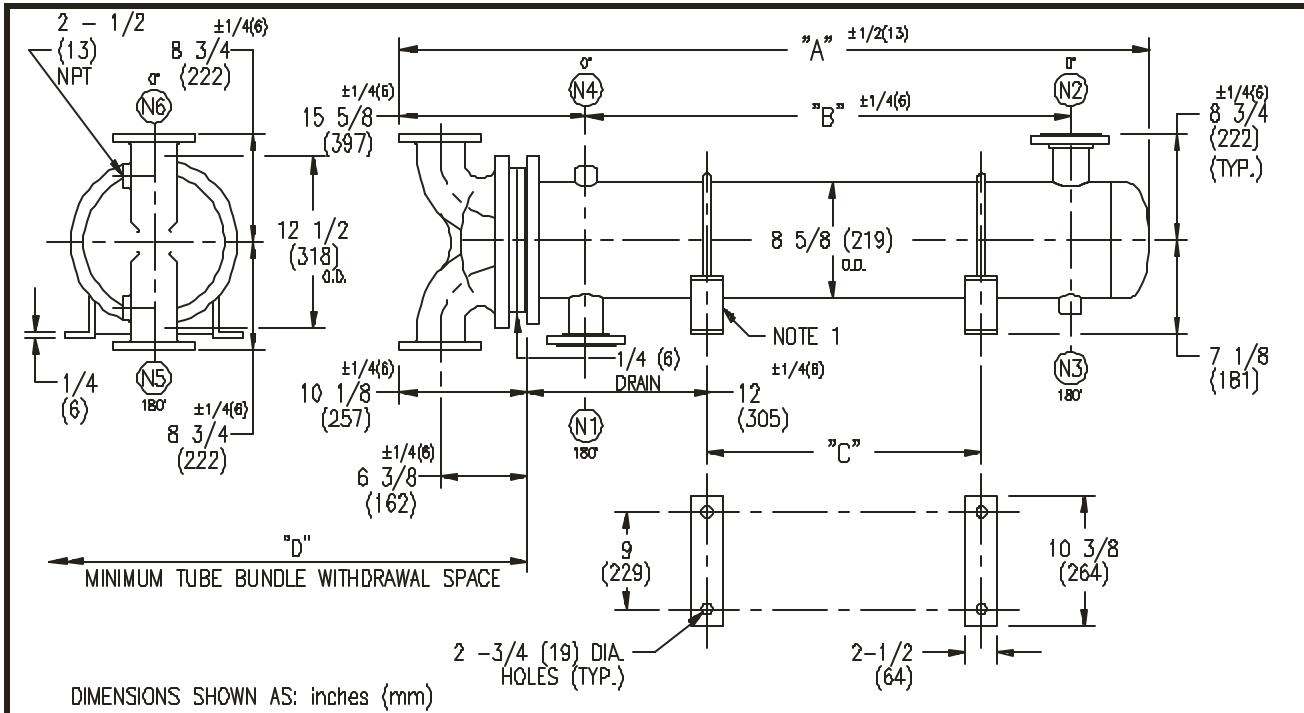 2 - 1/2
(13)
NPT
±1/4(6)
8 3/4
(222)
0°
N6
12 1/2
(318)
O.D.
1/4
(6)
N5
180°
±1/4(6)
8 3/4
(222)
"A" ±1/2(13)
±1/4(6)
15 5/8
(397)
0°
N4
"B" ±1/4(6)
0°
N2
±1/4(6)
8 3/4
(222)
(TYP.)
8 5/8 (219)
O.D.
NOTE 1
1/4 (6)
DRAIN
±1/4(6)
10 1/8
(257)
±1/4(6)
12
(305)
N1
180°
N3
180°
7 1/8
(181)
±1/4(6)
6 3/8
(162)
"C"
"D"
MINIMUM TUBE BUNDLE WITHDRAWAL SPACE
9
(229)
10 3/8
(264)
2 -3/4 (19) DIA.
HOLES (TYP.)
2-1/2
(64)
DIMENSIONS SHOWN AS: inches (mm)